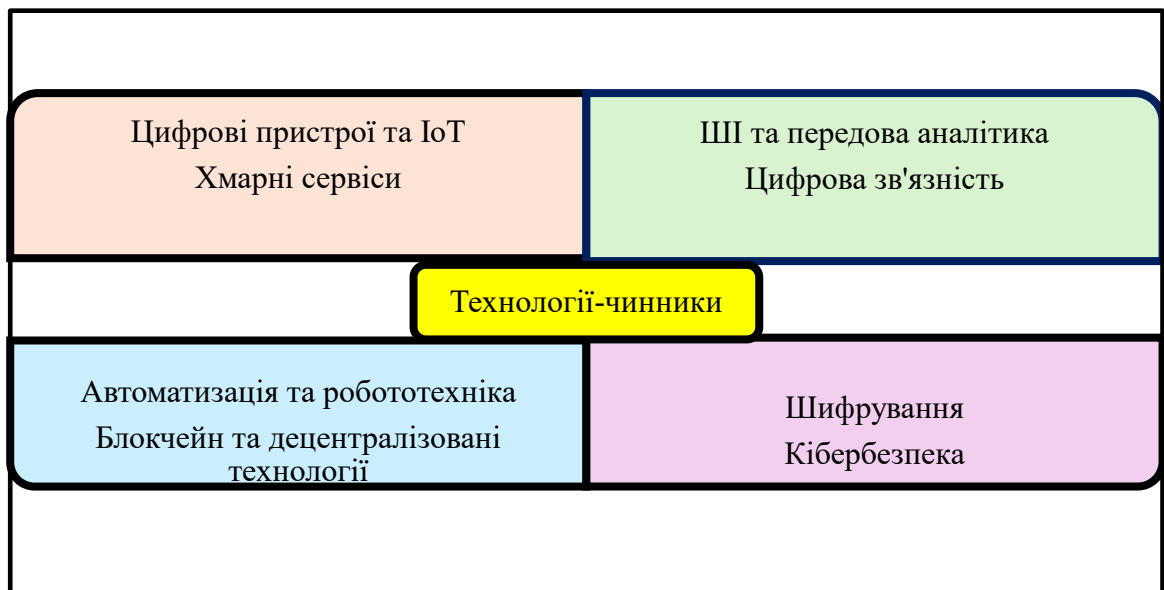 Цифрові пристрої та ІоТ
Хмарні сервіси
ШІ та передова аналітика
Цифрова зв'язність
Технології-чинники
Автоматизація та робототехніка
Блокчейн та децентралізовані
технології
Шифрування
Кібербезпека